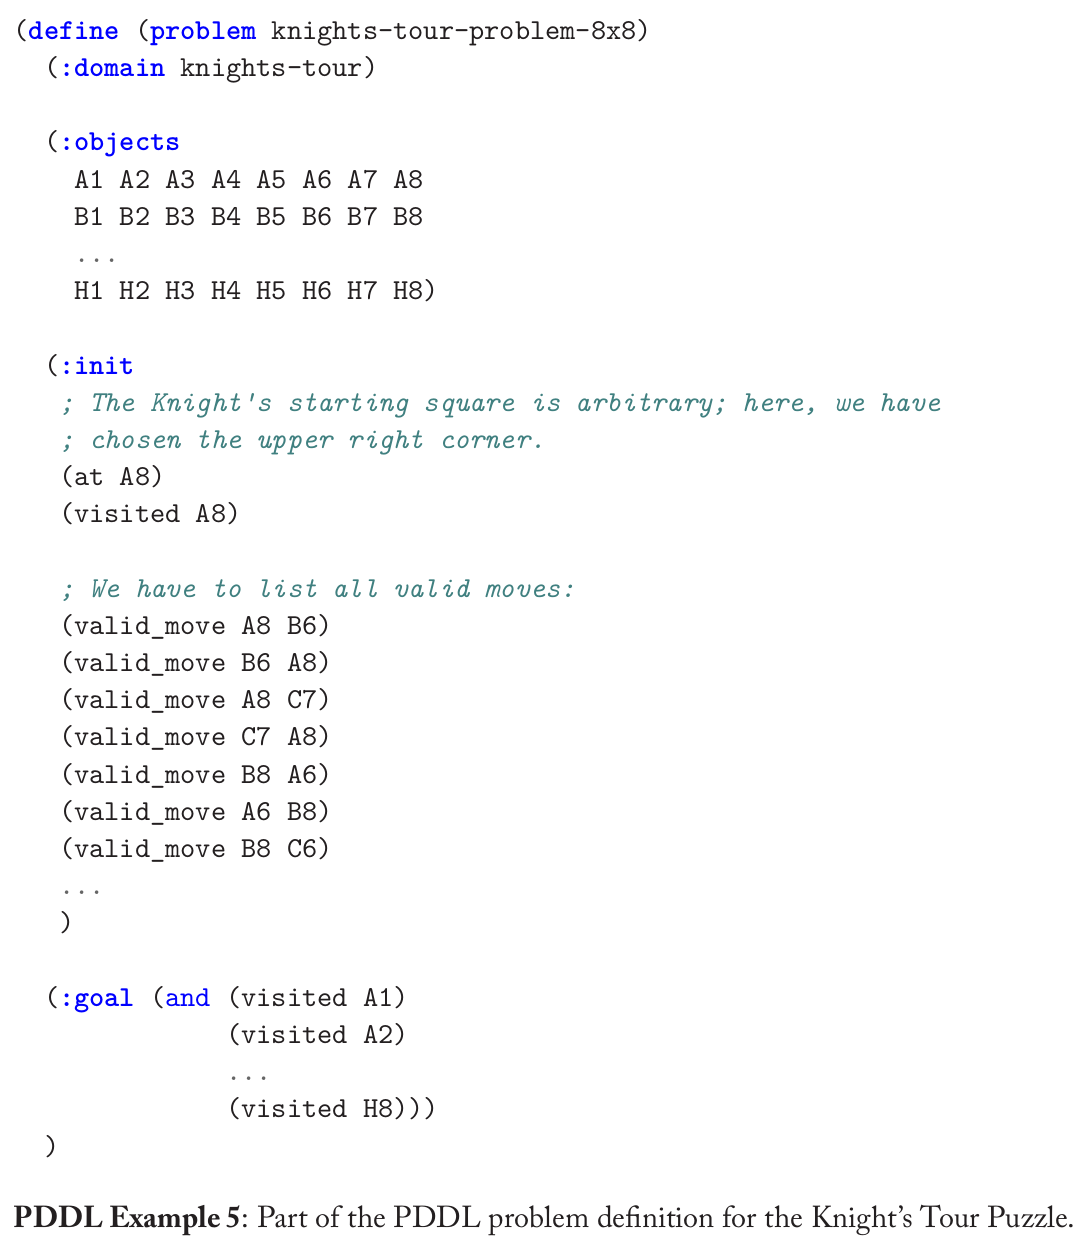 (define (problem knights-tour-problem-8x8)
(:domain knights-tour)
(:objects
A1 A2 A3 A4 A5 A6 A7 A8
B1 B2 B3 B4 B5 B6 B7 B8
...
H1 H2 H3 H4 H5 H6 H7 H8)
(:init
; The Knight's starting square is arbitrary; here, we have
; chosen the upper right corner.
(at A8)
(visited A8)
; We have to list all valid moves:
(valid_move A8 B6)
(valid_move B6 A8)
(valid_move A8 C7)
(valid_move C7 A8)
(valid_move B8 A6)
(valid_move A6 B8)
(valid_move B8 C6)
...
)
(:goal (and (visited A1)
(visited A2)
...
(visited H8)))
)
PDDL Example 5: Part of the PDDL problem definition for the Knight’s Tour Puzzle.